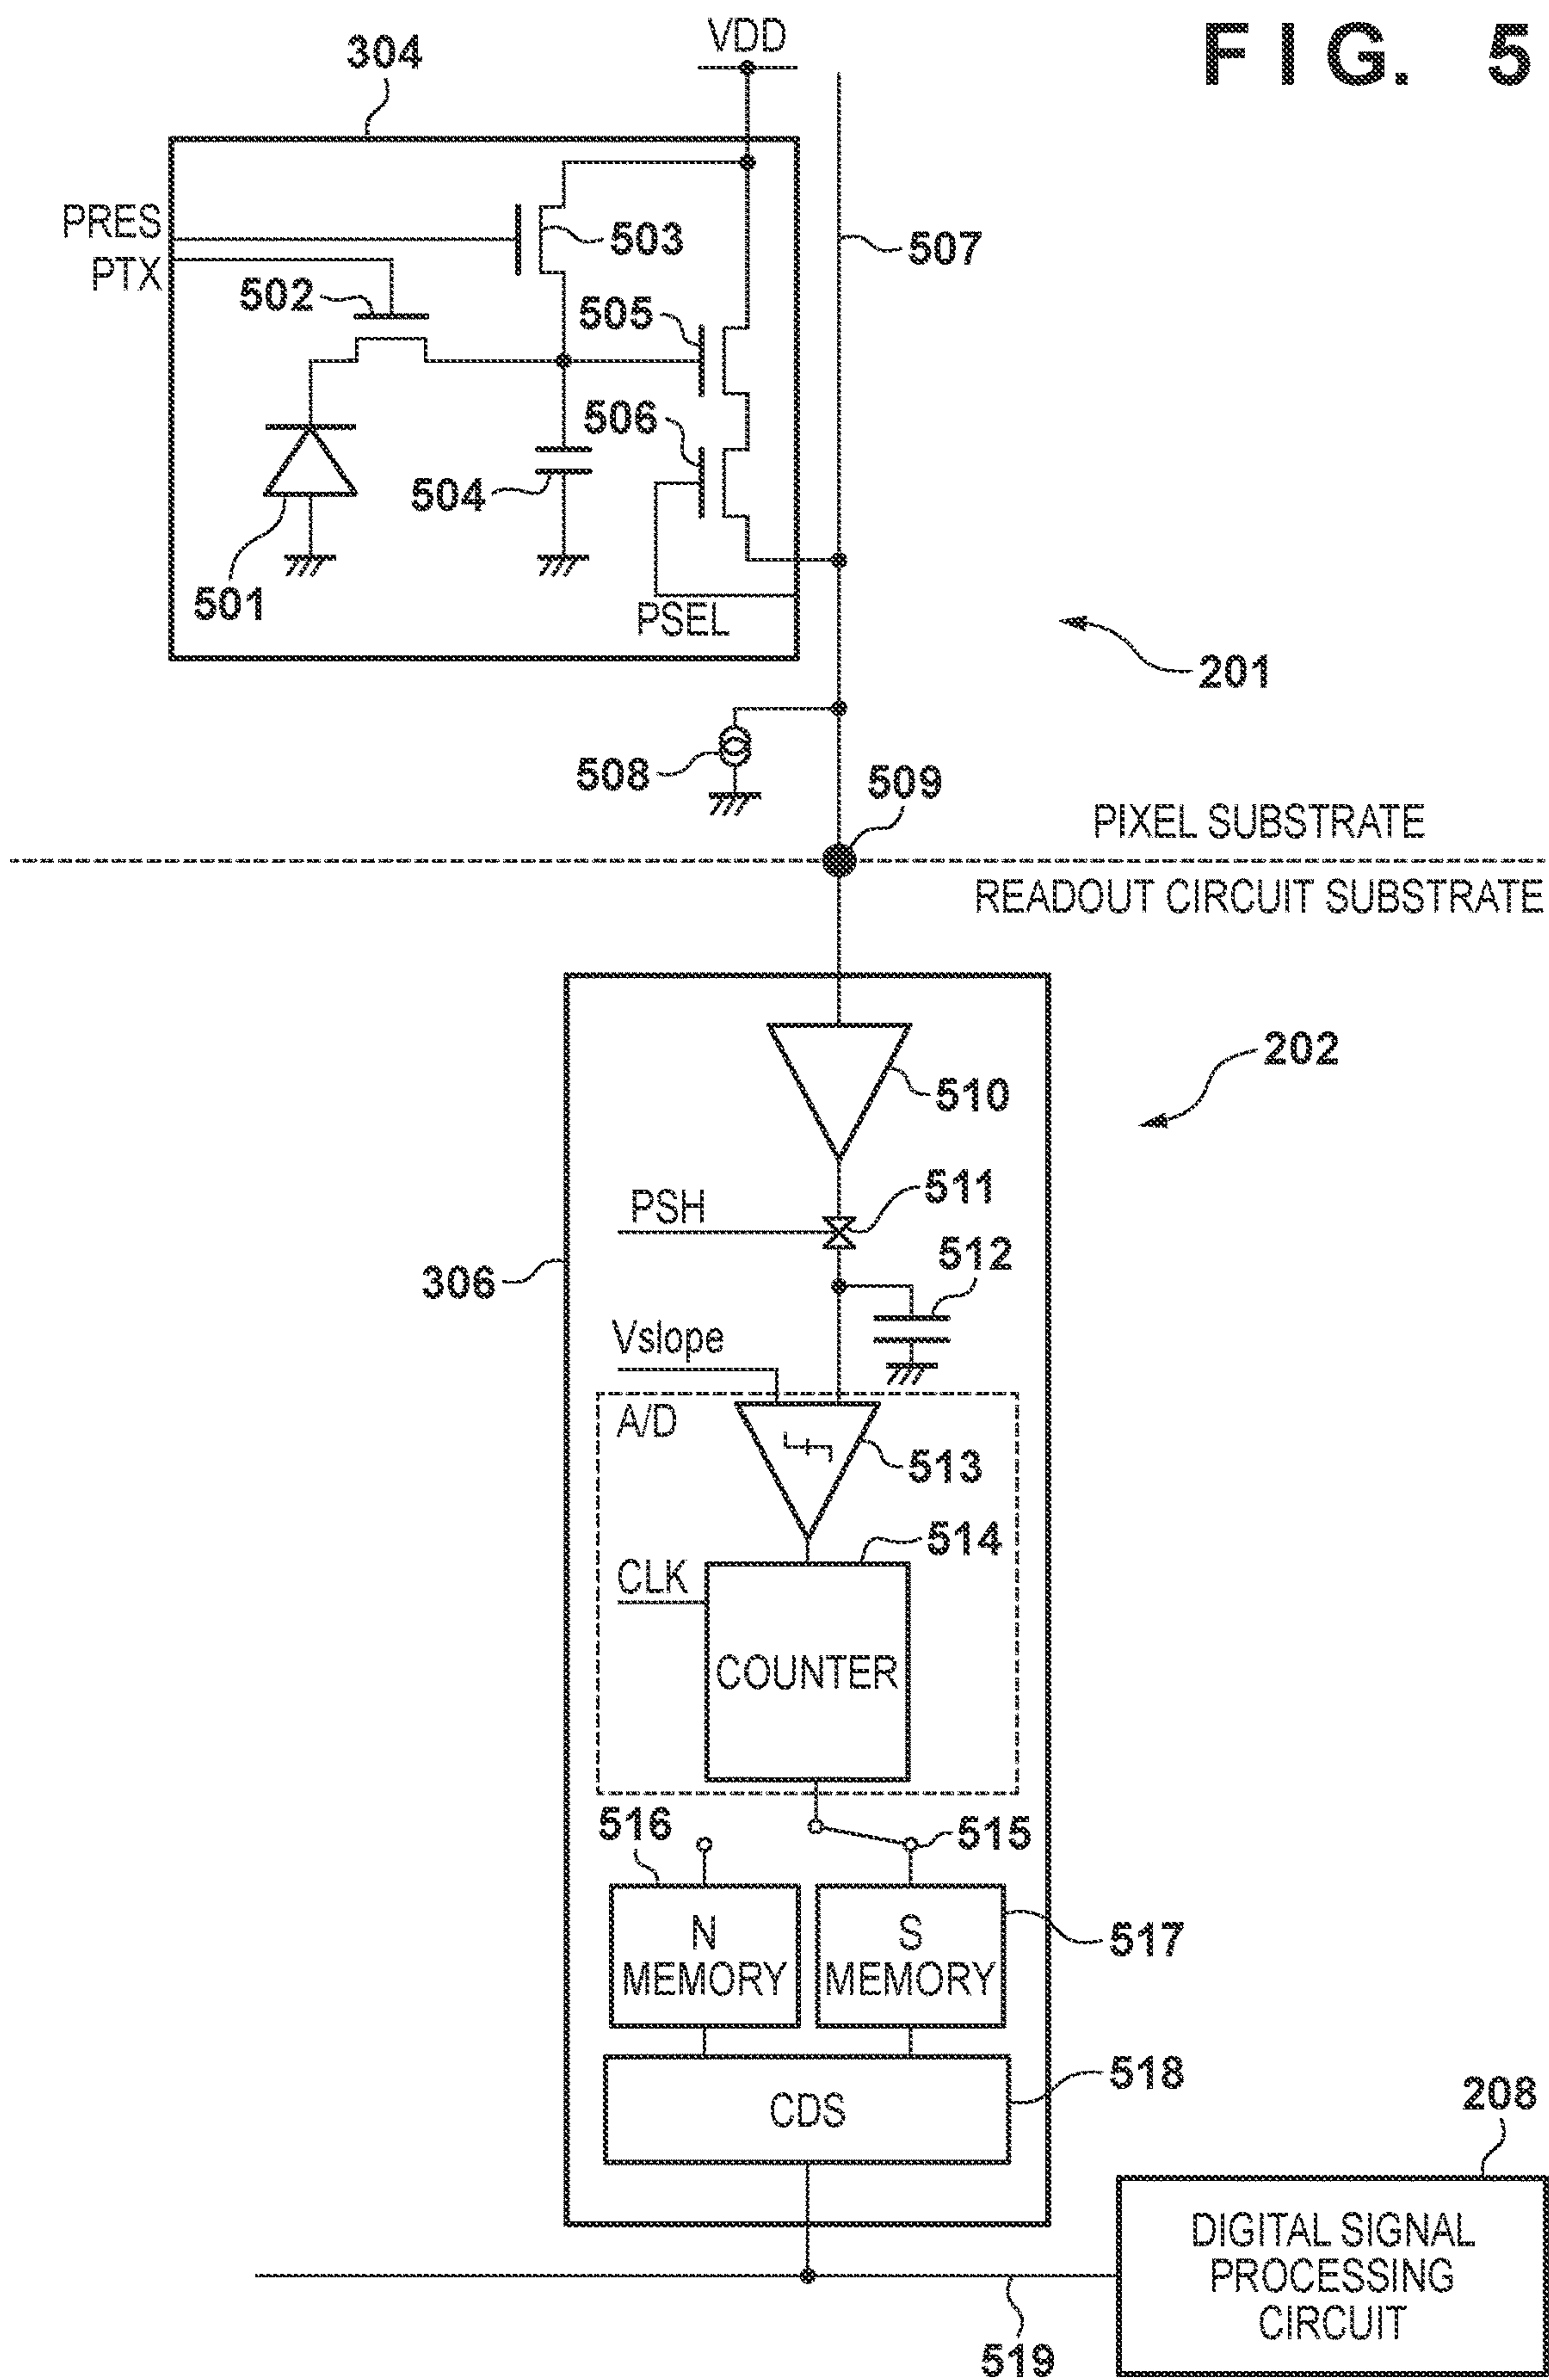 FIG. 5
VDD
304
PRES
PTX
503
507
502
505
506
504
501
PSEL
201
508
509
PIXEL SUBSTRATE
READOUT CIRCUIT SUBSTRATE
202
510
PSH
511
512
306
Vslope
A/D
513
514
CLK
COUNTER
516
515
N
MEMORY
S
MEMORY
517
518
CDS
208
DIGITAL SIGNAL
PROCESSING
CIRCUIT
519